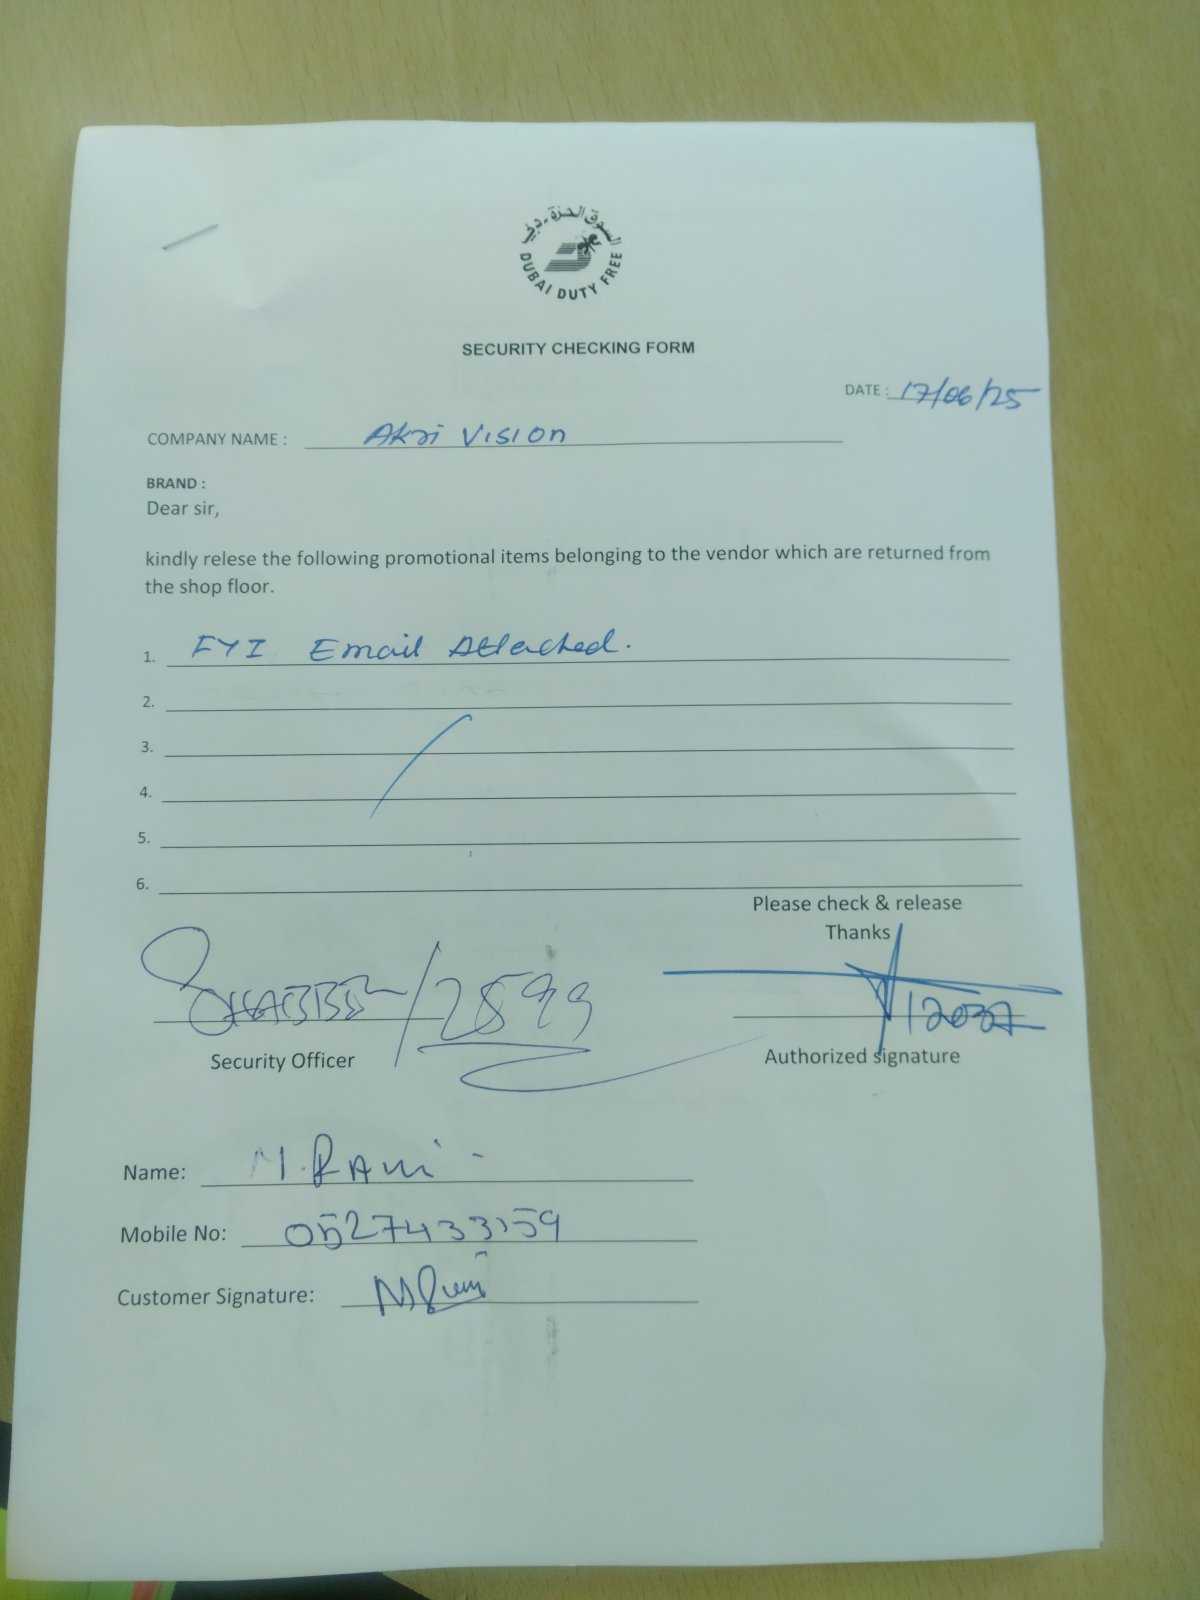 السوق الحرة - دبي
DUBAI DUTY FREE
SECURITY CHECKING FORM
DATE : 17/06/25
COMPANY NAME : Akri Vision
BRAND :
Dear sir,
kindly relese the following promotional items belonging to the vendor which are returned from
the shop floor.
1. FYI Email Attached.
2.
3.
4.
5.
6.
Please check & release
Thanks
/2899
Security Officer
Authorized signature
Name: M. RAVI
Mobile No: 0527433159
Customer Signature: